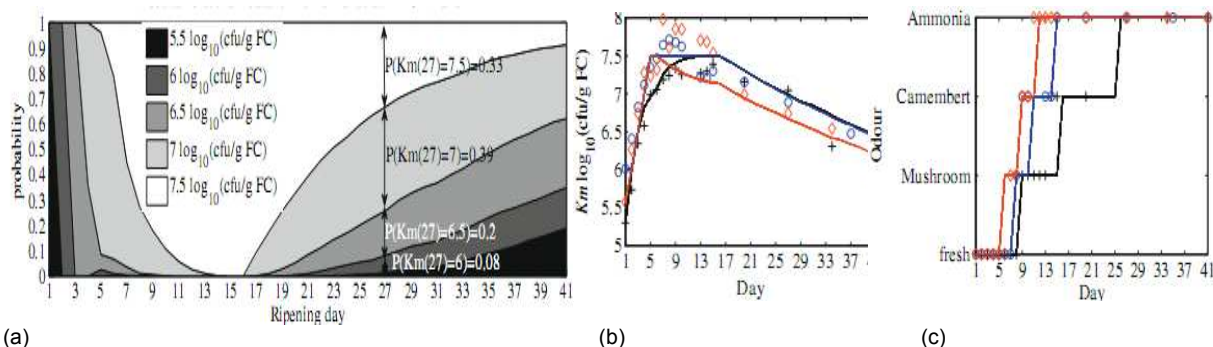 1
0.9
0.8
0.7
0.6
0.5
0.4
0.3
0.2
0.1
0
probability
5.5 log10(cfu/g FC)
6 log10(cfu/g FC)
6.5 log10(cfu/g FC)
7 log10(cfu/g FC)
7.5 log10(cfu/g FC)
P(Km(27)=7.5)=0.33
P(Km(27)=7)=0.39
P(Km(27)=6.5)=0.2
P(Km(27)=6)=0.08
1 3 5 7 9 11 13 15 17 19 21 23 25 27 29 31 33 35 37 39 41
Ripening day
(a)
8
7.5
7
6.5
6
5.5
5
Km log10(cfu/g FC)
1 5 9 13 17 21 25 29 33 37
Day
(b)
Odour
Ammonia
Camembert
Mushroom
fresh
1 5 9 13 17 21 25 29 33 37 41
Day
(c)